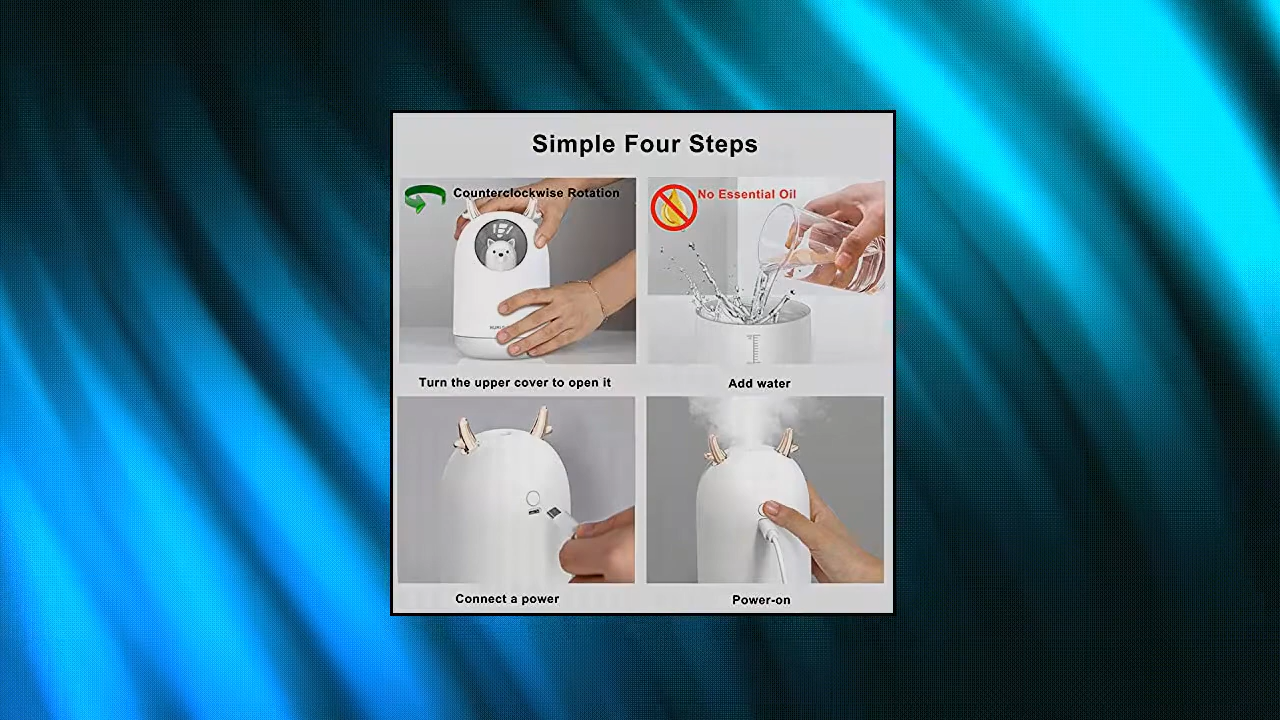 Simple Four Steps
Counterclockwise Rotation
No Essential Oil
Turn the upper cover to open it
Add water
Connect a power
Power-on